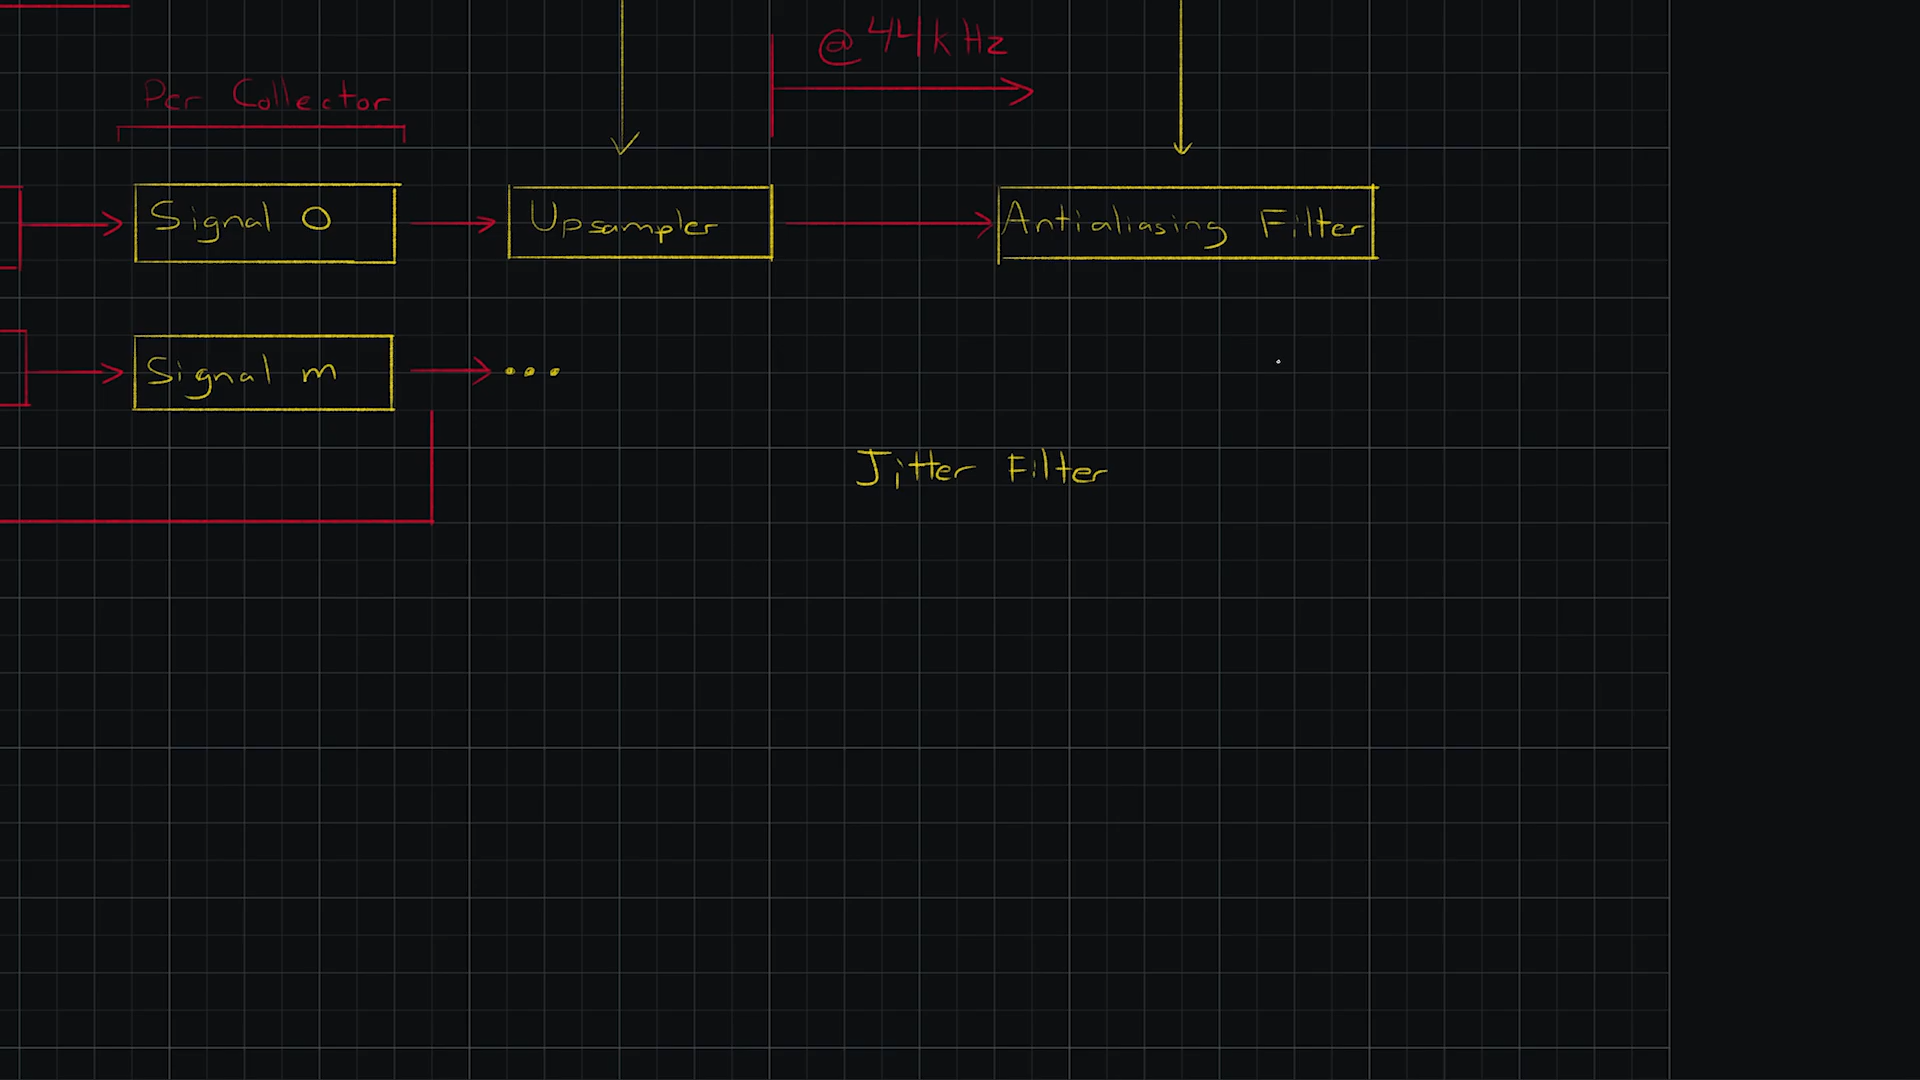 @44kHz
Per Collector
Signal 0
Upsampler
Antialiasing Filter
Signal m
...
Jitter Filter